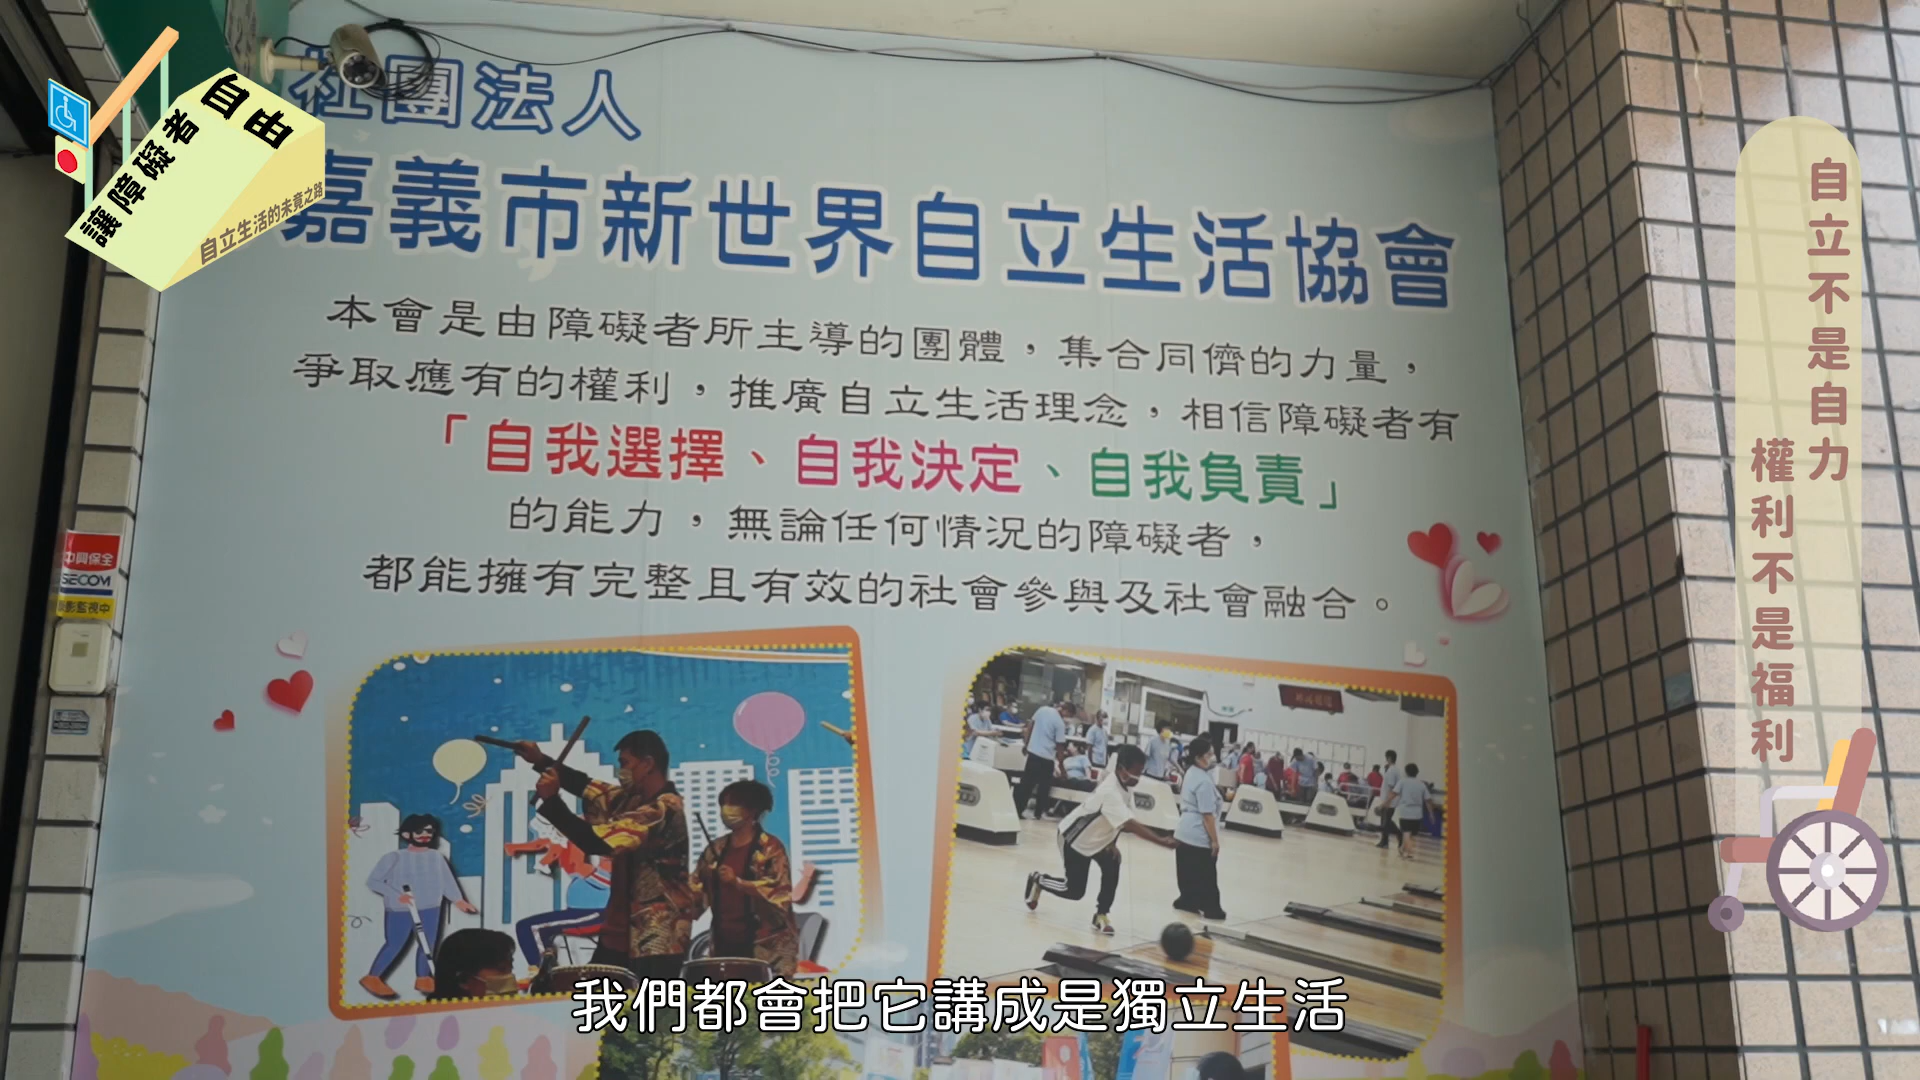 讓障礙者
自由
自立生活的未竟之路
社團法人
嘉義市新世界自立生活協會
本會是由障礙者所主導的團體，集合同儕的力量，
爭取應有的權利，推廣自立生活理念，相信障礙者有
「自我選擇、自我決定、自我負責」
的能力，無論任何情況的障礙者，
都能擁有完整且有效的社會參與及社會融合。
自立不是自力
權利不是福利
中興保全
SECOM
我們都會把它講成是獨立生活